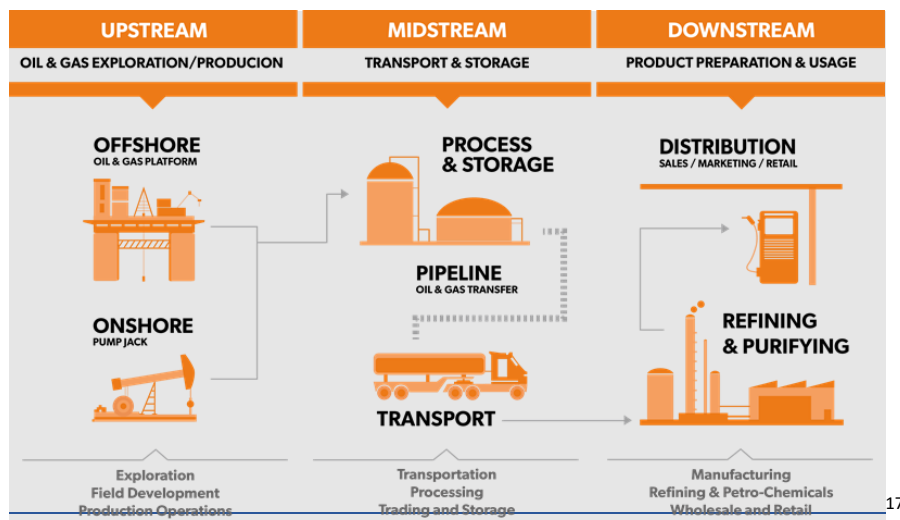 UPSTREAM
OIL & GAS EXPLORATION/PRODUCION
OFFSHORE
OIL & GAS PLATFORM
ONSHORE
PUMP JACK
Exploration
Field Development
Production Operations
MIDSTREAM
TRANSPORT & STORAGE
PROCESS
& STORAGE
PIPELINE
OIL & GAS TRANSFER
TRANSPORT
Transportation
Processing
Trading and Storage
DOWNSTREAM
PRODUCT PREPARATION & USAGE
DISTRIBUTION
SALES / MARKETING / RETAIL
REFINING
& PURIFYING
Manufacturing
Refining & Petro-Chemicals
Wholesale and Retail
17